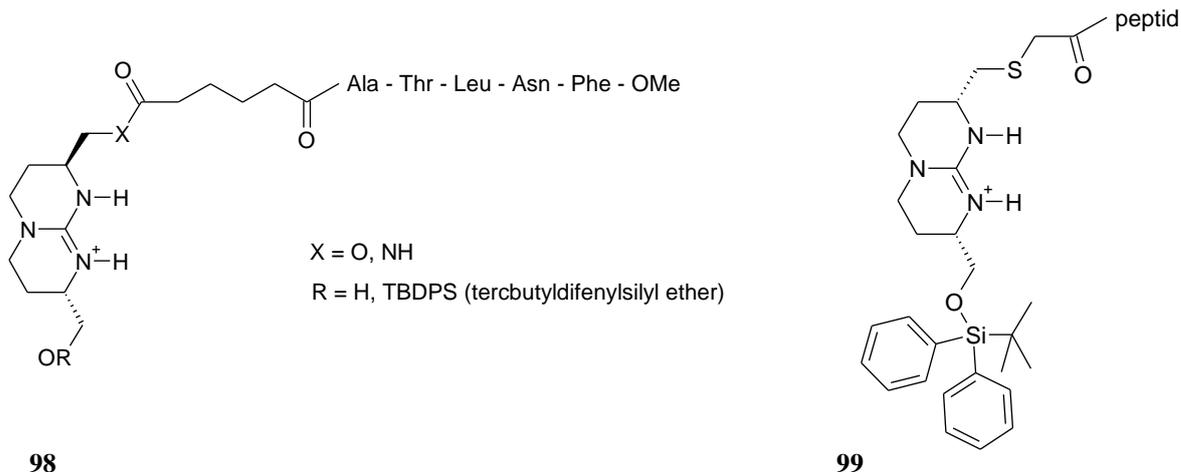 peptid
O
S
O
O
Ala - Thr - Leu - Asn - Phe - OMe
X
O
N
H
N
N
H
+
N
H
N
N
H
+
OR
X = O, NH
R = H, TBDPS (tercbutyldifenylsilyl ether)
O
Si
98
99